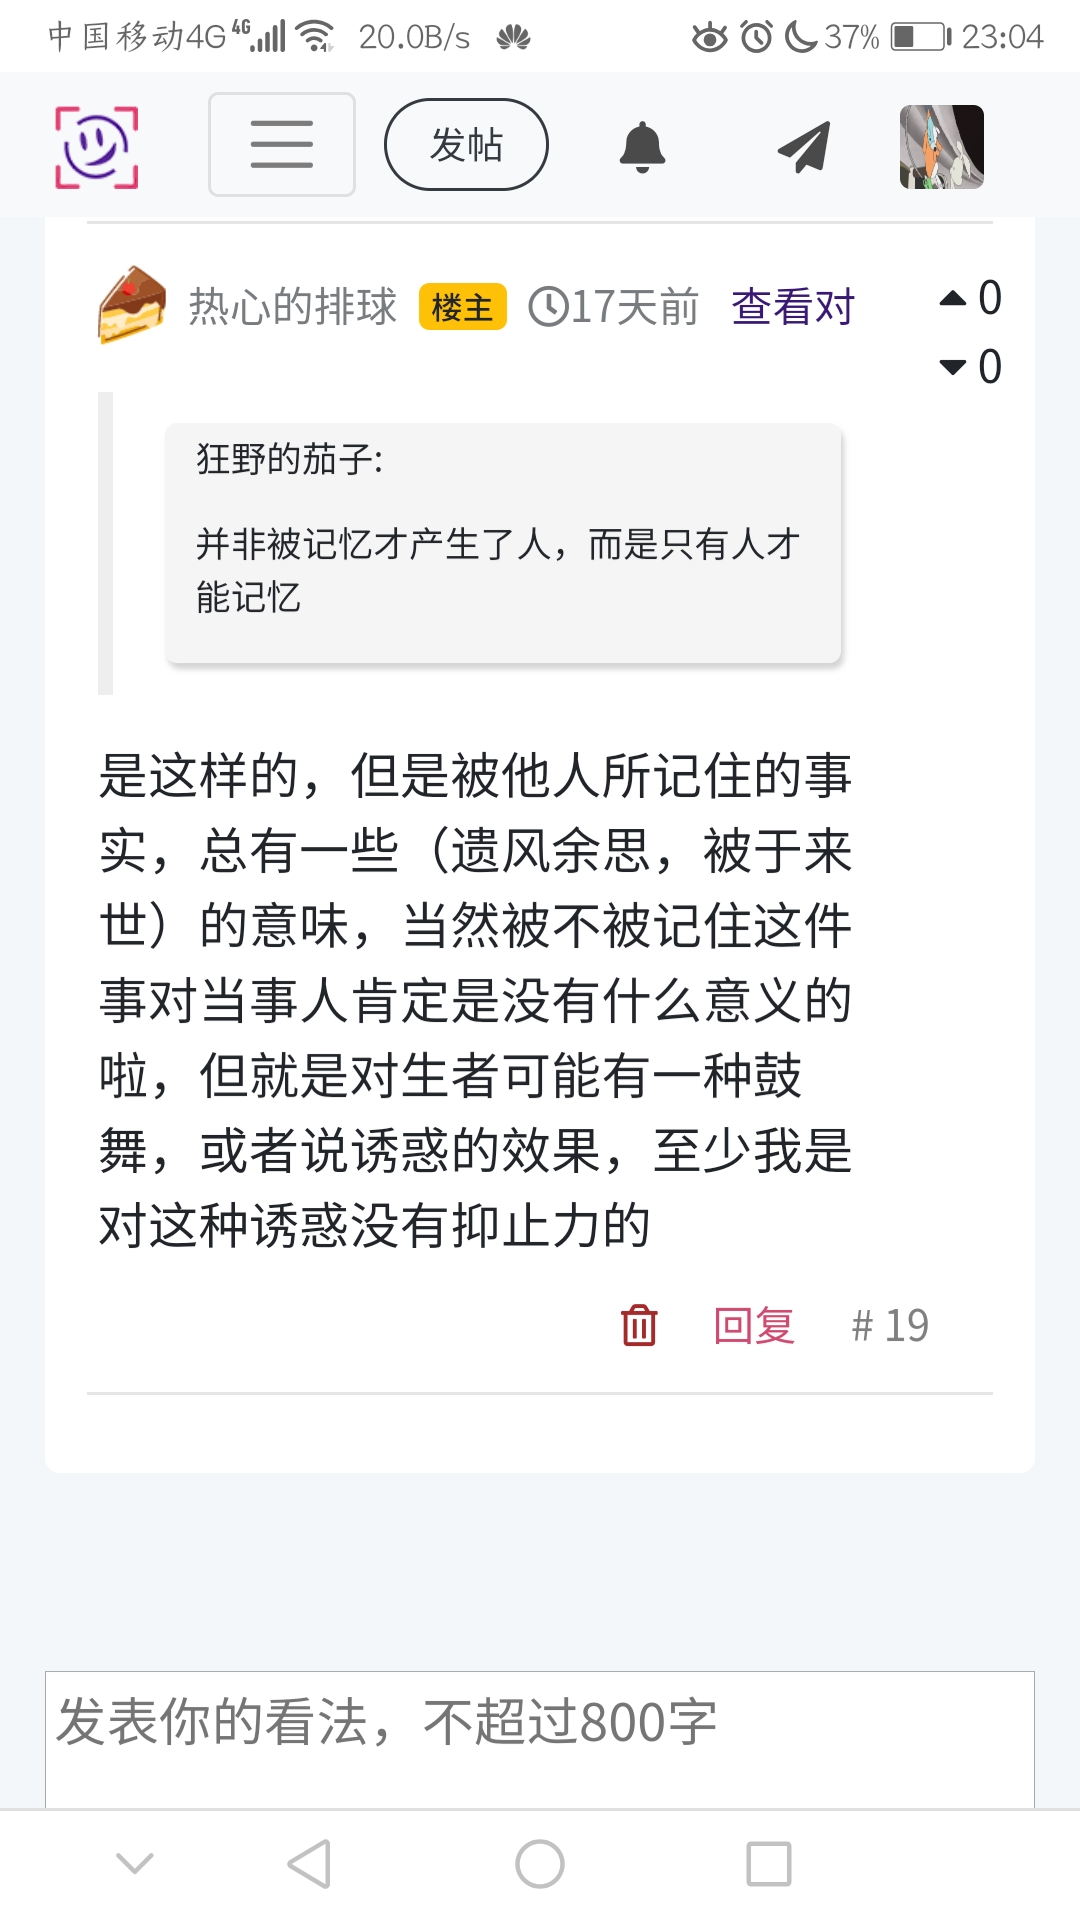 中国移动4G 4G 20.0B/s 37% 23:04
发帖
热心的排球 楼主 17天前 查看对 0
0
狂野的茄子:
并非被记忆才产生了人，而是只有人才
能记忆
是这样的，但是被他人所记住的事
实，总有一些（遗风余思，被于来
世）的意味，当然被不被记住这件
事对当事人肯定是没有什么意义的
啦，但就是对生者可能有一种鼓
舞，或者说诱惑的效果，至少我是
对这种诱惑没有抑止力的
回复 # 19
发表你的看法，不超过800字